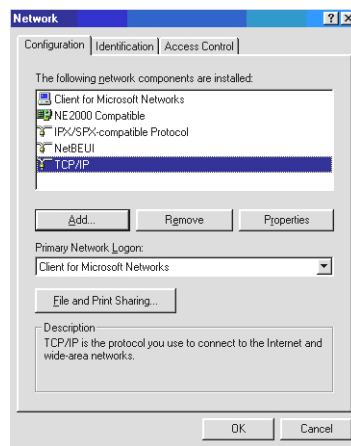 Network
Configuration Identification Access Control
The following network components are installed:
Client for Microsoft Networks
NE2000 Compatible
IPX/SPX-compatible Protocol
NetBEUI
TCP/IP
Add... Remove Properties
Primary Network Logon:
Client for Microsoft Networks
File and Print Sharing...
Description
TCP/IP is the protocol you use to connect to the Internet and
wide-area networks.
OK Cancel